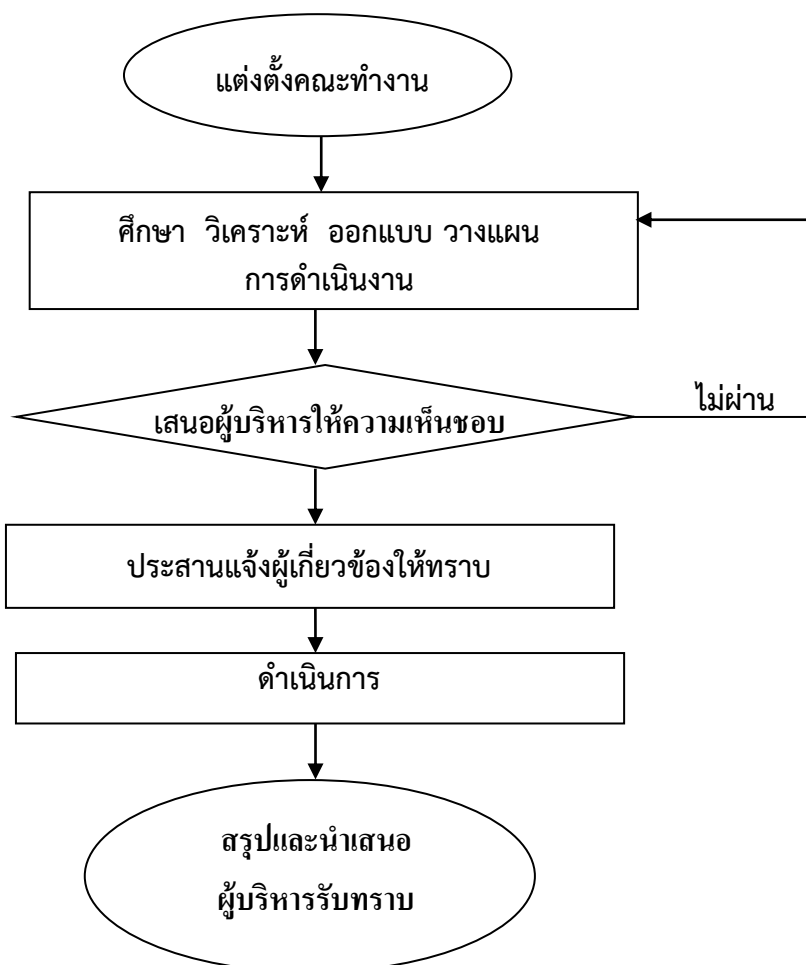 แต่งตั้งคณะทำงาน
ศึกษา วิเคราะห์ ออกแบบ วางแผน
การดำเนินงาน
เสนอผู้บริหารให้ความเห็นชอบ
ไม่ผ่าน
ประสานแจ้งผู้เกี่ยวข้องให้ทราบ
ดำเนินการ
สรุปและนำเสนอ
ผู้บริหารรับทราบ